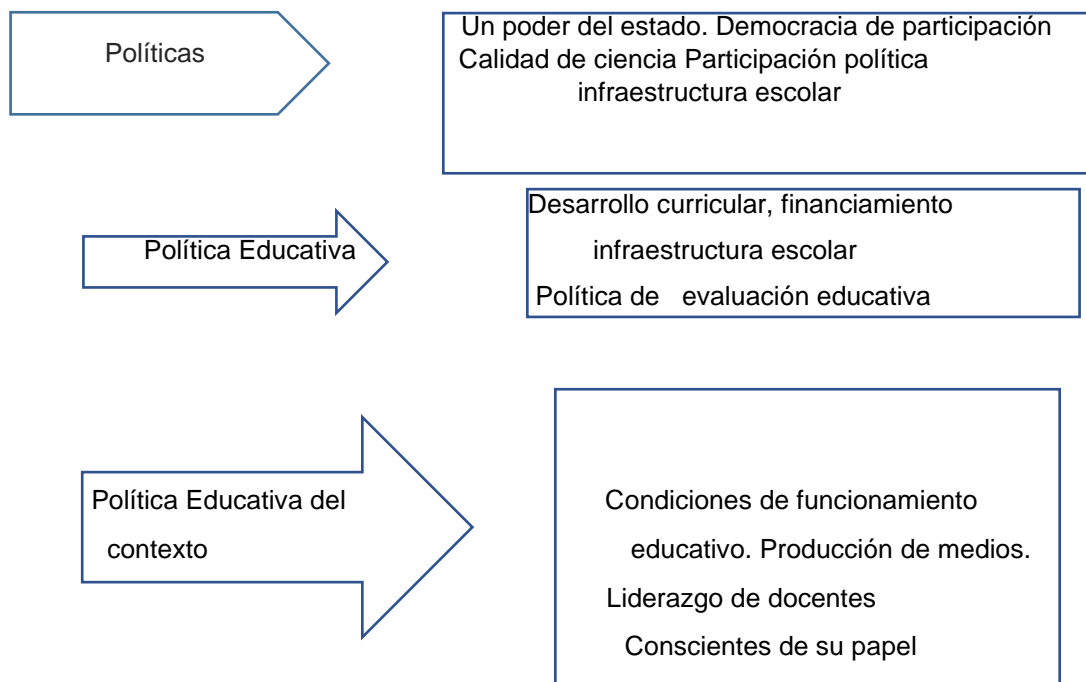 Políticas
Un poder del estado. Democracia de participación
Calidad de ciencia Participación política
infraestructura escolar
Política Educativa
Desarrollo curricular, financiamiento
infraestructura escolar
Política de evaluación educativa
Política Educativa del
contexto
Condiciones de funcionamiento
educativo. Producción de medios.
Liderazgo de docentes
Conscientes de su papel